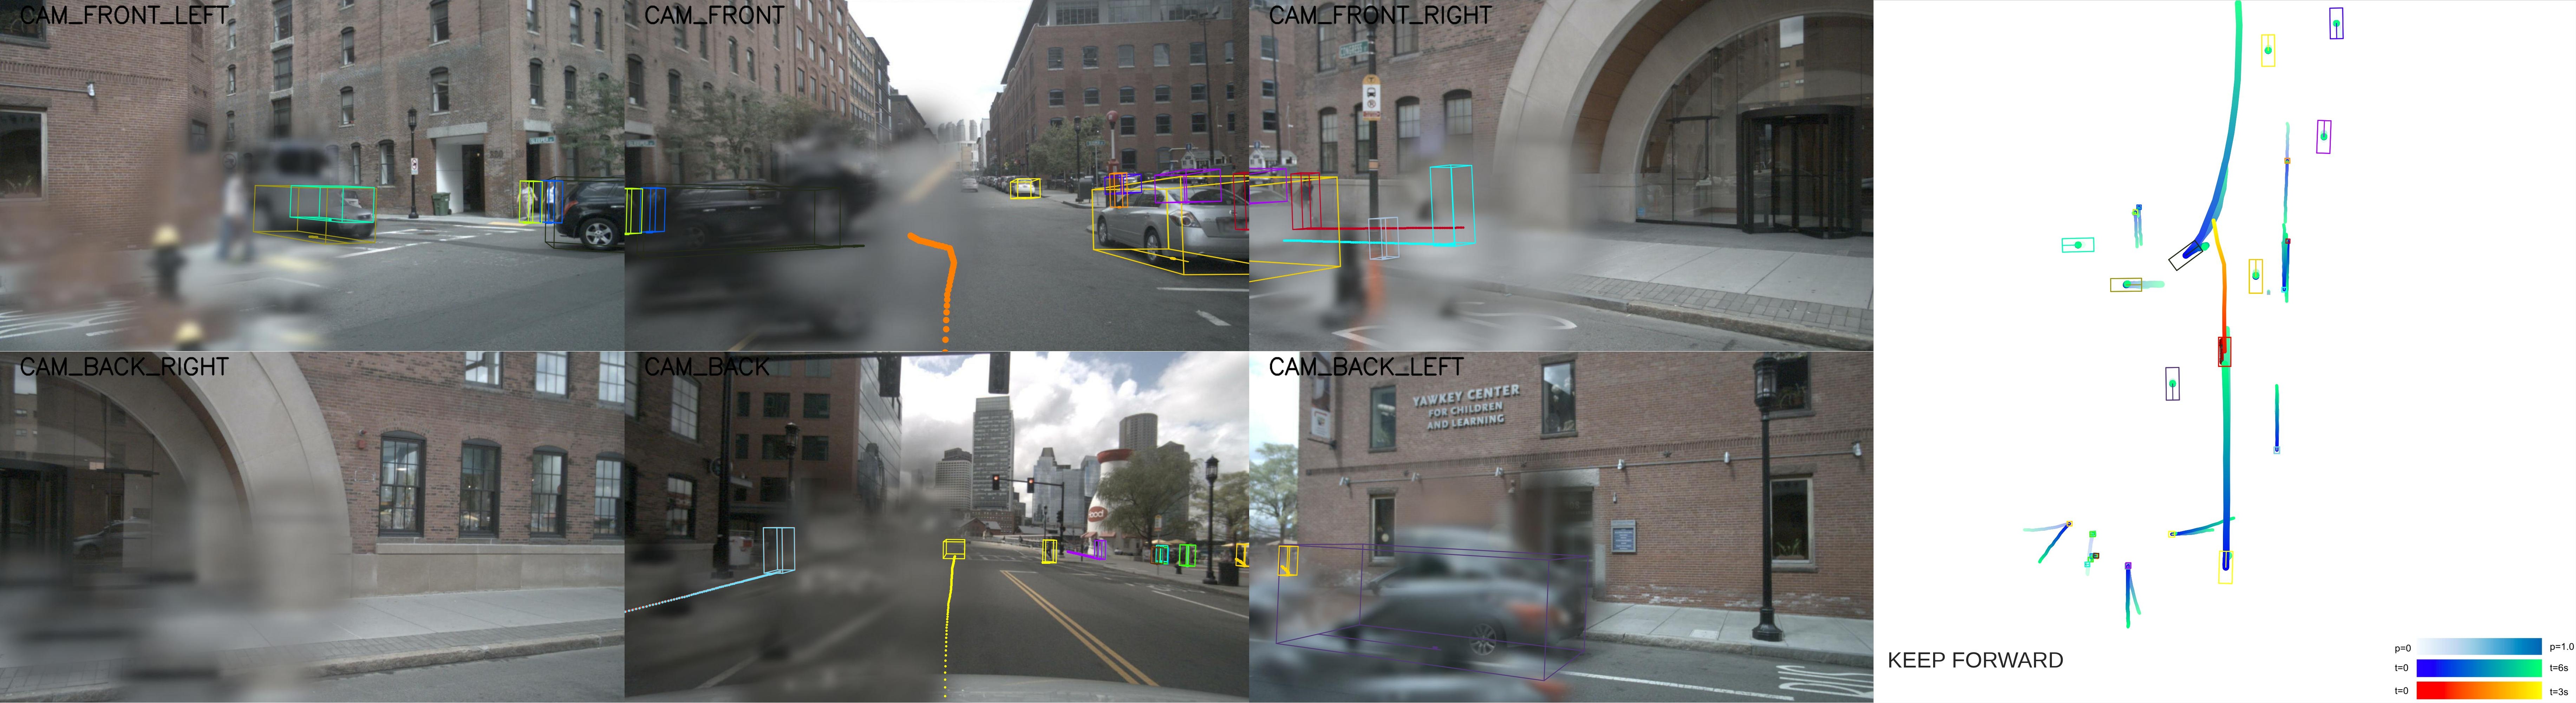 CAM_FRONT_LEFT
CAM_FRONT
CAM_FRONT_RIGHT
300
CAM_BACK_RIGHT
CAM_BACK
CAM_BACK_LEFT
YAWKEY CENTER
FOR CHILDREN
AND LEARNING
KEEP FORWARD
p=0
p=1.0
t=0
t=6s
t=0
t=3s